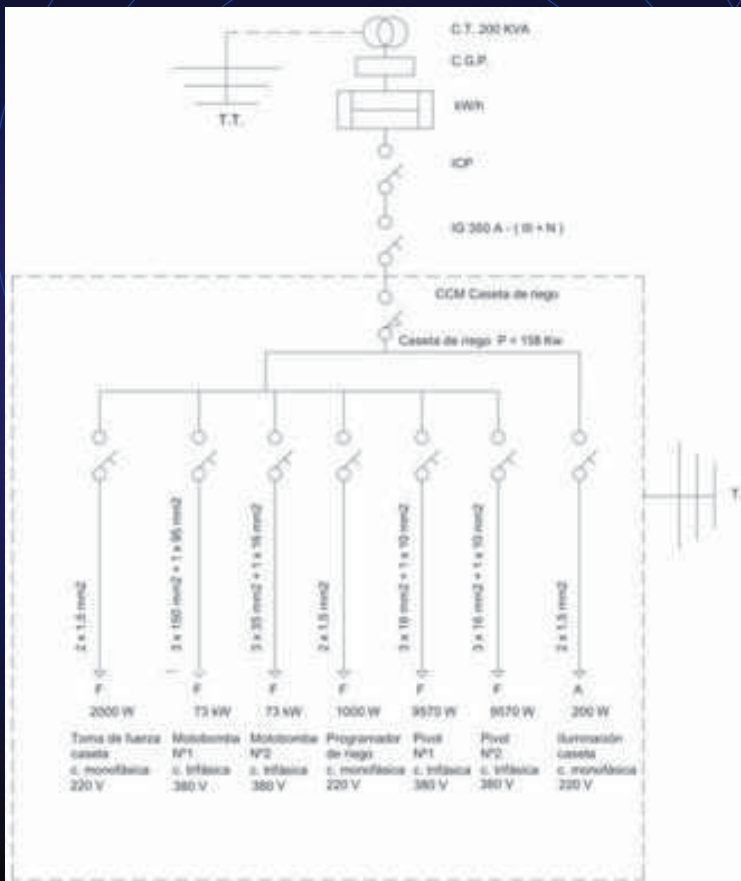 C.T. 200 KVA
C.G.P.
kW/h
T.T.
ICP
IG 350 A - ( III + N )
CCM Caseta de riego
Caseta de riego P = 158 Kw
T.
2 x 1,5 mm2
3 x 150 mm2 + 1 x 95 mm2
3 x 35 mm2 + 1 x 16 mm2
2 x 1,5 mm2
3 x 16 mm2 + 1 x 10 mm2
3 x 16 mm2 + 1 x 10 mm2
2 x 1,5 mm2
F F F F F F A
2000 W 73 kW 73 kW 1000 W 9570 W 9570 W 200 W
Toma de fuerza Motobomba Motobomba Programador Pivot Pivot Iluminación
caseta Nº1 Nº2 de riego Nº1 Nº2 caseta
c. monofásica c. trifásica c. trifásica c. monofásica c. trifásica c. trifásica c. monofásica
220 V 380 V 380 V 220 V 380 V 380 V 220 V